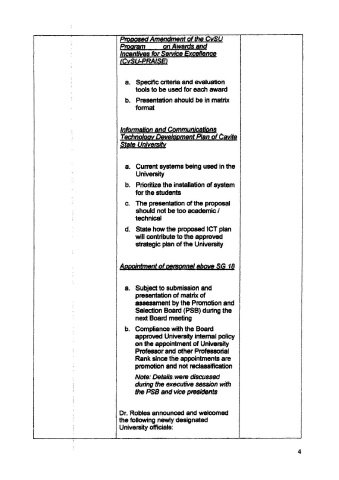 Proposed Amendment of the CvSU
Program on Awards and
Incentives for Service Excellence
(CvSU-PRAISE)
a. Specific criteria and evaluation
tools to be used for each award
b. Presentation should be in matrix
format
Information and Communications
Technology Development Plan of Cavite
State University
a. Current systems being used in the
University
b. Prioritize the installation of system
for the students
c. The presentation of the proposal
should not be too academic /
technical
d. State how the proposed ICT plan
will contribute to the approved
strategic plan of the University
Appointment of personnel above SG 18
a. Subject to submission and
presentation of matrix of
assessment by the Promotion and
Selection Board (PSB) during the
next Board meeting
b. Compliance with the Board
approved University internal policy
on the appointment of University
Professor and other Professorial
Rank since the appointments are
promotion and not reclassification
Note: Details were discussed
during the executive session with
the PSB and vice presidents
Dr. Robles announced and welcomed
the following newly designated
University officials:
4